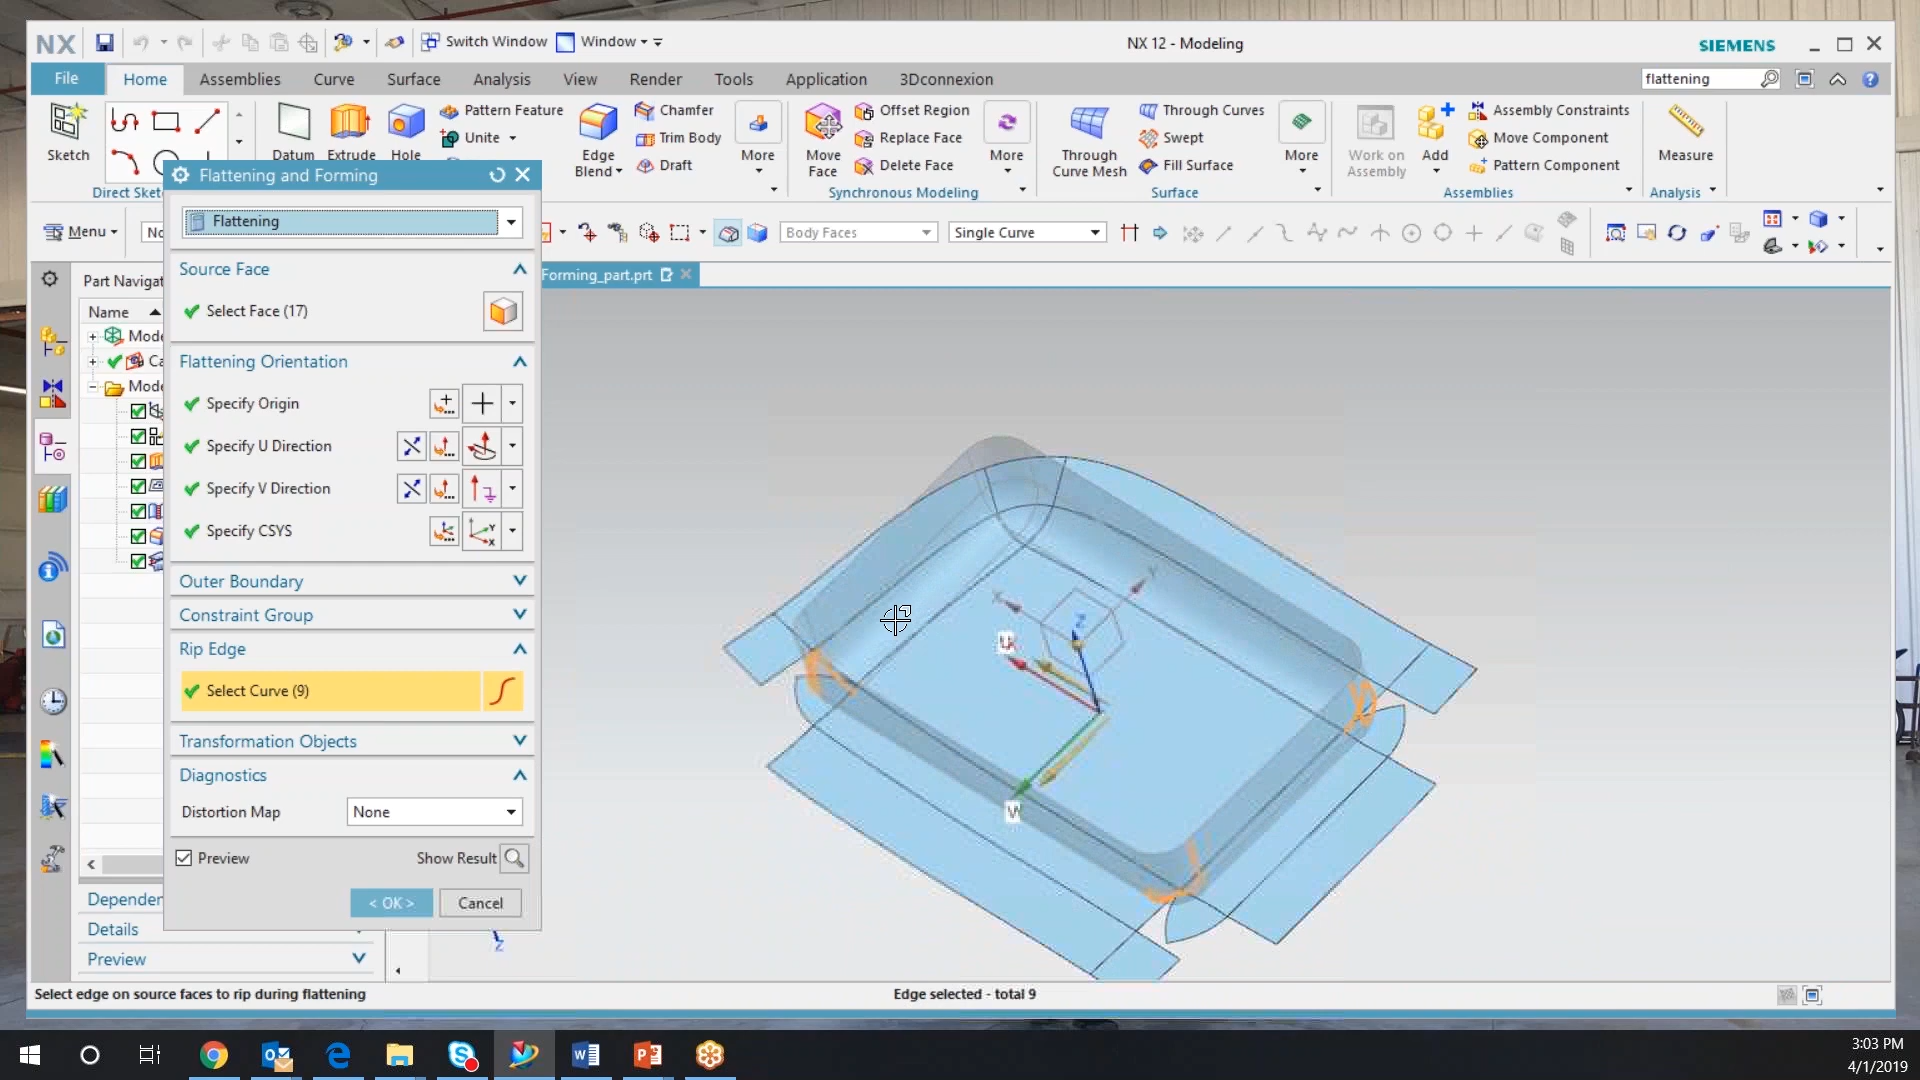 NX Switch Window Window NX 12 - Modeling SIEMENS
File Home Assemblies Curve Surface Analysis View Render Tools Application 3Dconnexion flattening
Pattern Feature Chamfer Offset Region Through Curves Assembly Constraints
Unite Trim Body Replace Face Swept Move Component
Sketch Datum Extrude Hole Edge Blend Draft More Move Face Delete Face More Through Curve Mesh Fill Surface More Work on Assembly Add Pattern Component Measure
Direct Sket Synchronous Modeling Surface Assemblies Analysis
Menu No Body Faces Single Curve
Forming_part.prt
Part Navigat
Name
Mode
Ca
Mode
Dependen
Details
Preview
Flattening and Forming
Flattening
Source Face
Select Face (17)
Flattening Orientation
Specify Origin
Specify U Direction
Specify V Direction
Specify CSYS
Outer Boundary
Constraint Group
Rip Edge
Select Curve (9)
Transformation Objects
Diagnostics
Distortion Map None
Preview Show Result
< OK > Cancel
Y
X
Z
Z
Select edge on source faces to rip during flattening Edge selected - total 9
3:03 PM
4/1/2019